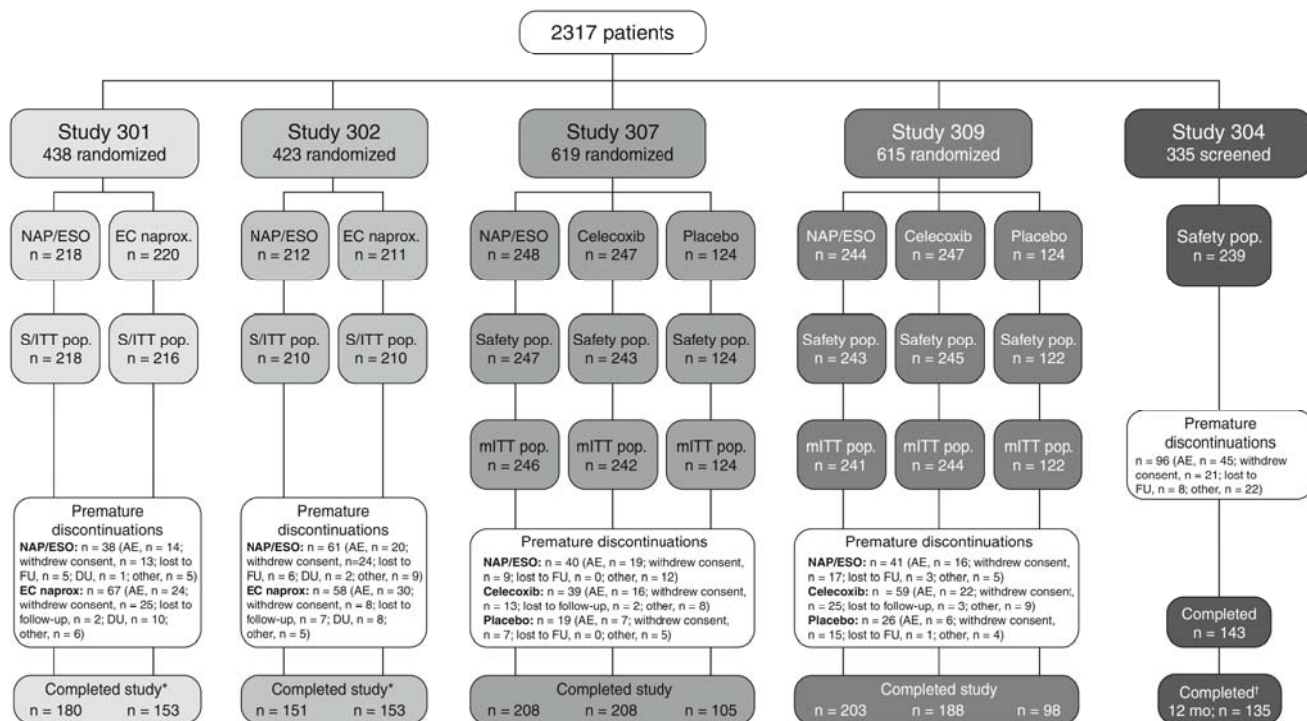 2317 patients
Study 301
438 randomized
Study 302
423 randomized
Study 307
619 randomized
Study 309
615 randomized
Study 304
335 screened
NAP/ESO
n = 218
EC naprox.
n = 220
NAP/ESO
n = 212
EC naprox.
n = 211
NAP/ESO
n = 248
Celecoxib
n = 247
Placebo
n = 124
NAP/ESO
n = 244
Celecoxib
n = 247
Placebo
n = 124
Safety pop.
n = 239
S/ITT pop.
n = 218
S/ITT pop.
n = 216
S/ITT pop.
n = 210
S/ITT pop.
n = 210
Safety pop.
n = 247
Safety pop.
n = 243
Safety pop.
n = 124
Safety pop.
n = 243
Safety pop.
n = 245
Safety pop.
n = 122
mITT pop.
n = 246
mITT pop.
n = 242
mITT pop.
n = 124
mITT pop.
n = 241
mITT pop.
n = 244
mITT pop.
n = 122
Premature
discontinuations
n = 96 (AE, n = 45; withdrew
consent, n = 21; lost to
FU, n = 8; other, n = 22)
Premature
discontinuations
NAP/ESO: n = 38 (AE, n = 14;
withdrew consent, n = 13; lost
to FU, n = 5; DU, n = 1; other, n = 5)
EC naprox: n = 67 (AE, n = 24;
withdrew consent, n = 25; lost to
follow-up, n = 2; DU, n = 10;
other, n = 6)
Premature
discontinuations
NAP/ESO: n = 61 (AE, n = 20;
withdrew consent, n=24; lost to
FU, n = 6; DU, n = 2; other, n = 9)
EC naprox: n = 58 (AE, n = 30;
withdrew consent, n = 8; lost to
follow-up, n = 7; DU, n = 8;
other, n = 5)
Premature discontinuations
NAP/ESO: n = 40 (AE, n = 19; withdrew consent,
n = 9; lost to FU, n = 0; other, n = 12)
Celecoxib: n = 39 (AE, n = 16; withdrew consent,
n = 13; lost to follow-up, n = 2; other, n = 8)
Placebo: n = 19 (AE, n = 7; withdrew consent,
n = 7; lost to FU, n = 0; other, n = 5)
Premature discontinuations
NAP/ESO: n = 41 (AE, n = 16; withdrew consent,
n = 17; lost to FU, n = 3; other, n = 5)
Celecoxib: n = 59 (AE, n = 22; withdrew consent,
n = 25; lost to follow-up, n = 3; other, n = 9)
Placebo: n = 26 (AE, n = 6; withdrew consent,
n = 15; lost to FU, n = 1; other, n = 4)
Completed
n = 143
Completed study*
n = 180 n = 153
Completed study*
n = 151 n = 153
Completed study
n = 208 n = 208 n = 105
Completed study
n = 203 n = 188 n = 98
Completed†
12 mo; n = 135